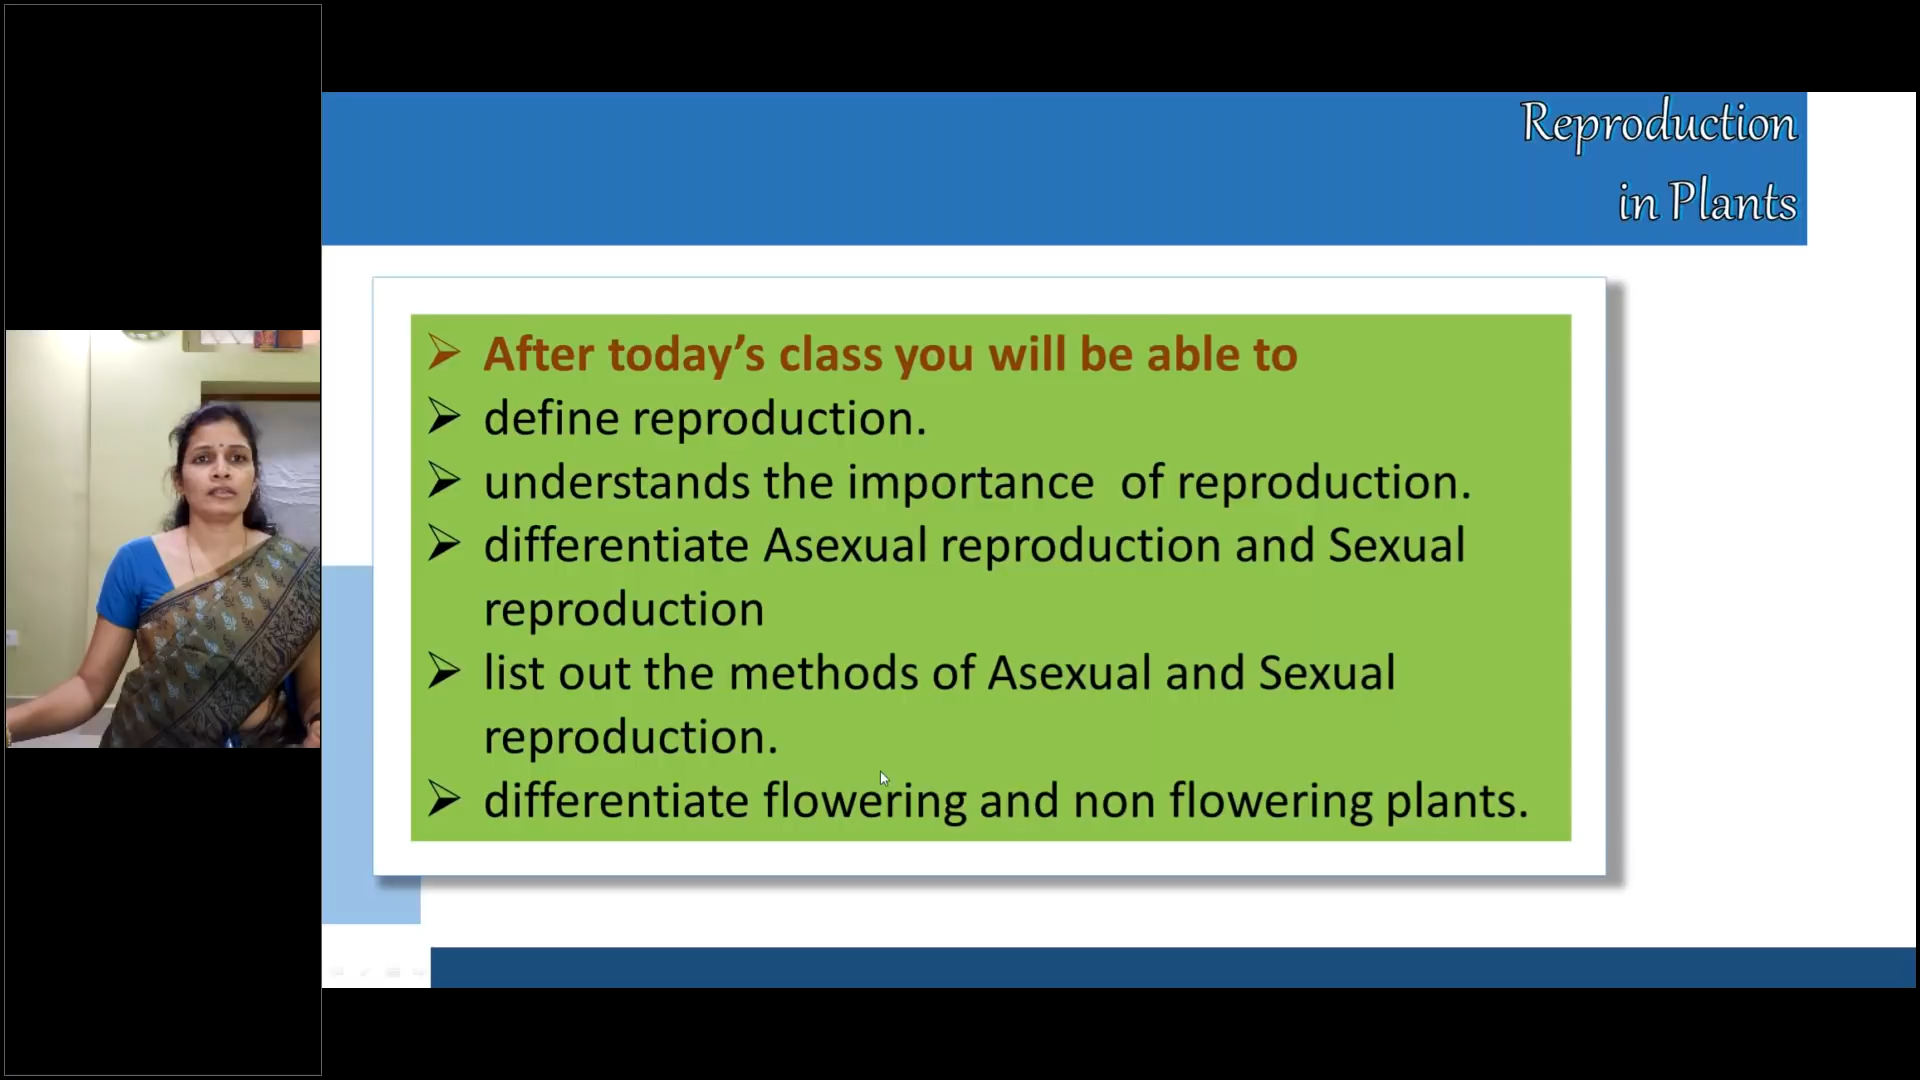 Reproduction
in Plants
➢ After today’s class you will be able to
➢ define reproduction.
➢ understands the importance  of reproduction.
➢ differentiate Asexual reproduction and Sexual
reproduction
➢ list out the methods of Asexual and Sexual
reproduction.
➢ differentiate flowering and non flowering plants.